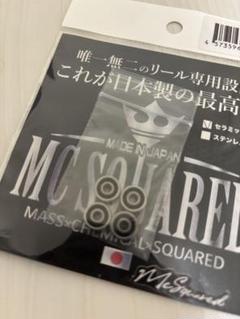 唯一無二のリール専用設
これが日本製の最高
セラミッ
ステンレ
MADE IN JAPAN
MC SQUARED
MASS×CHEMICAL×SQUARED
McSquared